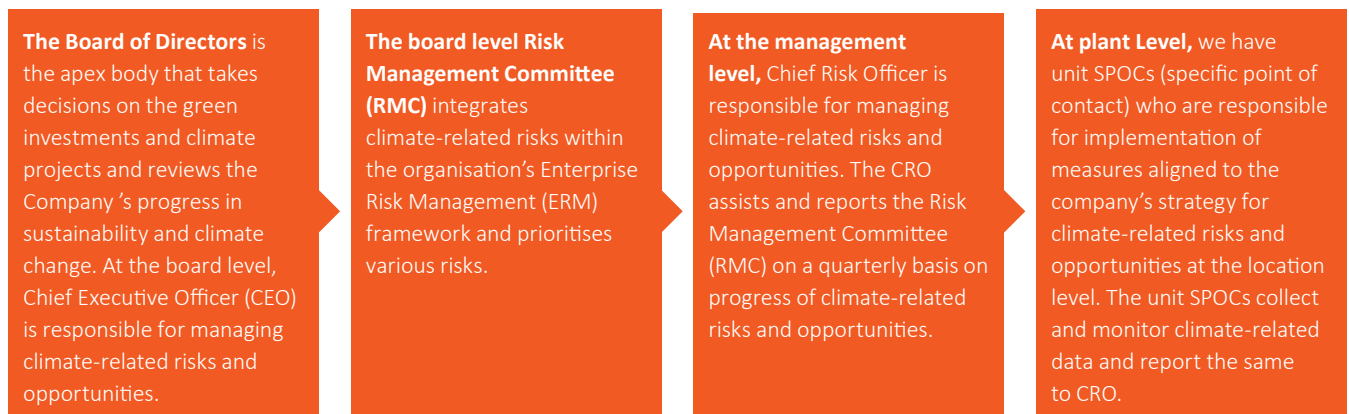 The Board of Directors is
the apex body that takes
decisions on the green
investments and climate
projects and reviews the
Company ’s progress in
sustainability and climate
change. At the board level,
Chief Executive Officer (CEO)
is responsible for managing
climate-related risks and
opportunities.
The board level Risk
Management Committee
(RMC) integrates
climate-related risks within
the organisation’s Enterprise
Risk Management (ERM)
framework and prioritises
various risks.
At the management
level, Chief Risk Officer is
responsible for managing
climate-related risks and
opportunities. The CRO
assists and reports the Risk
Management Committee
(RMC) on a quarterly basis on
progress of climate-related
risks and opportunities.
At plant Level, we have
unit SPOCs (specific point of
contact) who are responsible
for implementation of
measures aligned to the
company’s strategy for
climate-related risks and
opportunities at the location
level. The unit SPOCs collect
and monitor climate-related
data and report the same
to CRO.